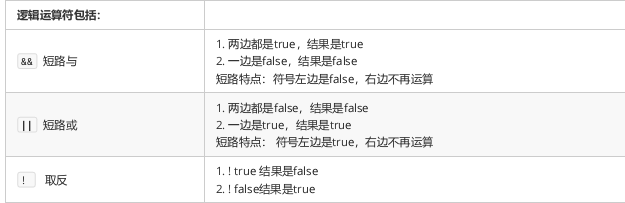 逻辑运算符包括：
&& 短路与
1. 两边都是true，结果是true
2. 一边是false，结果是false
短路特点：符号左边是false，右边不再运算
|| 短路或
1. 两边都是false，结果是false
2. 一边是true，结果是true
短路特点： 符号左边是true，右边不再运算
! 取反
1. ! true 结果是false
2. ! false结果是true